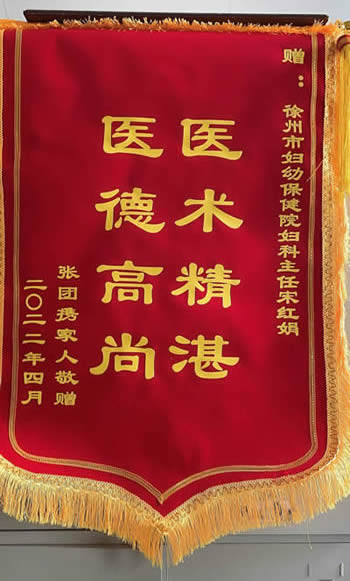 赠：
徐州市妇幼保健院妇科主任宋红娟
医术精湛
医德高尚
张团携家人敬赠
二〇二二年四月